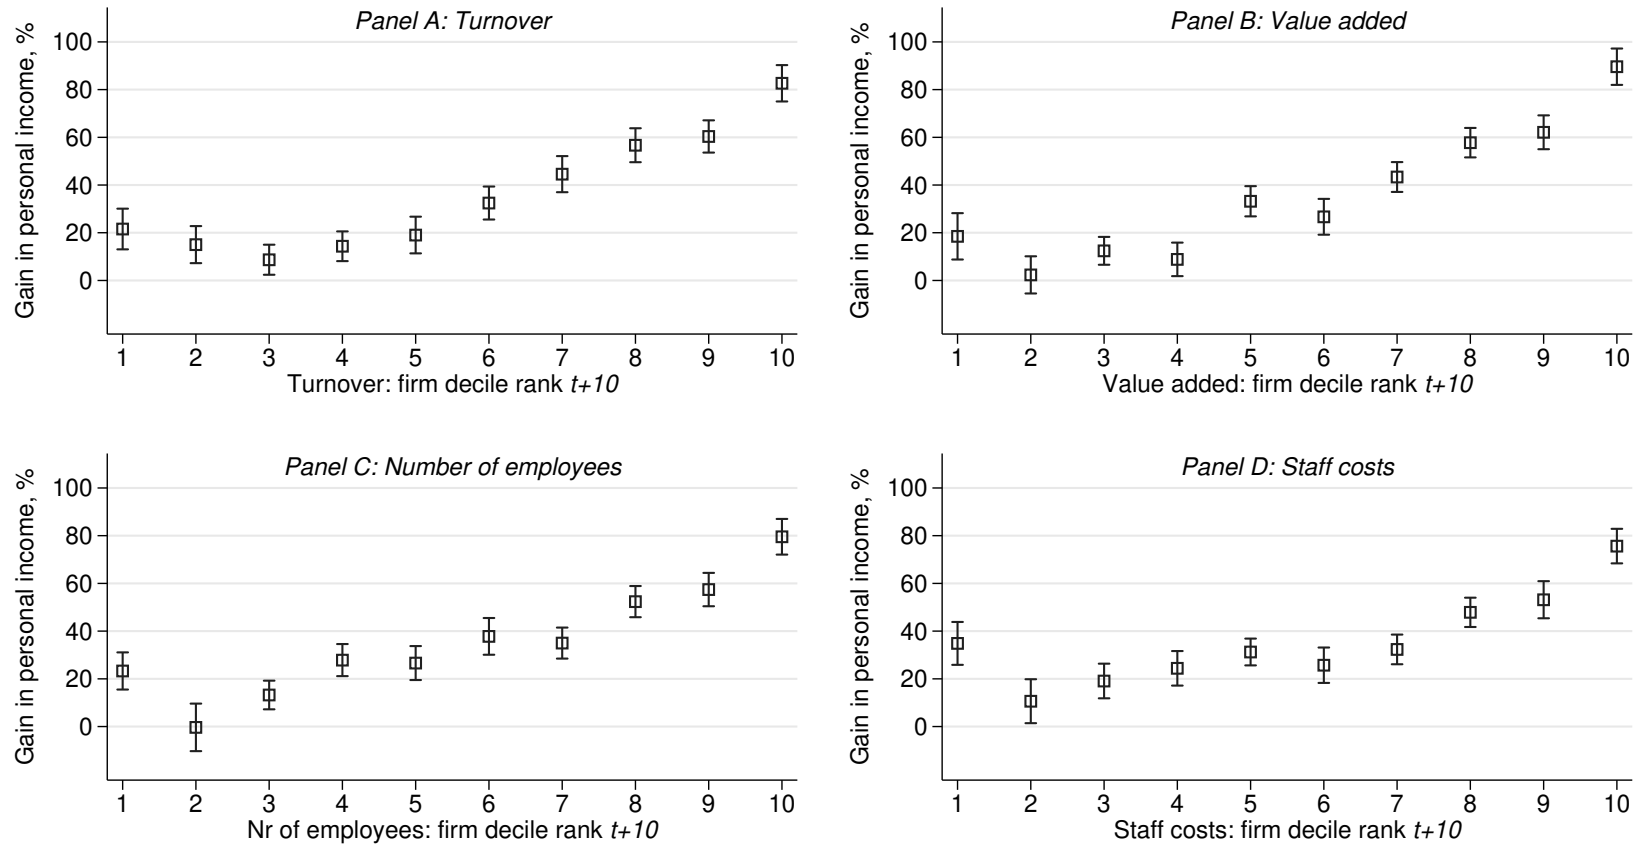 Panel A: Turnover
Gain in personal income, %
100
80
60
40
20
0
1 2 3 4 5 6 7 8 9 10
Turnover: firm decile rank t+10
Panel B: Value added
Gain in personal income, %
100
80
60
40
20
0
1 2 3 4 5 6 7 8 9 10
Value added: firm decile rank t+10
Panel C: Number of employees
Gain in personal income, %
100
80
60
40
20
0
1 2 3 4 5 6 7 8 9 10
Nr of employees: firm decile rank t+10
Panel D: Staff costs
Gain in personal income, %
100
80
60
40
20
0
1 2 3 4 5 6 7 8 9 10
Staff costs: firm decile rank t+10